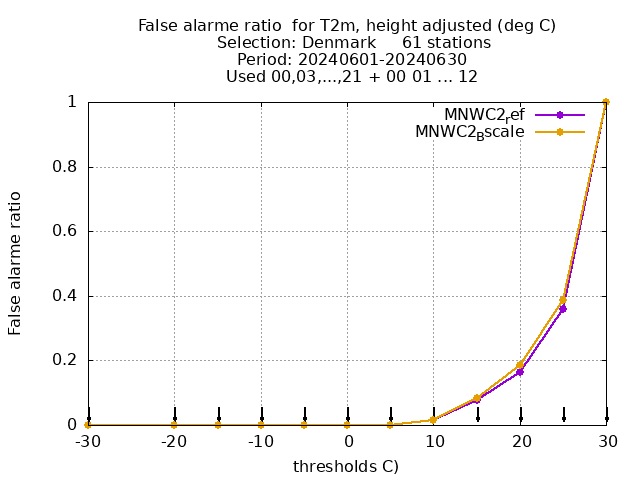 False alarme ratio  for T2m, height adjusted (deg C)
Selection: Denmark     61 stations
Period: 20240601-20240630
Used 00,03,...,21 + 00 01 ... 12
MNWC2ref
MNWC2Bscale
1
0.8
0.6
0.4
0.2
0
False alarme ratio
-30 -20 -10 0 10 20 30
thresholds C)